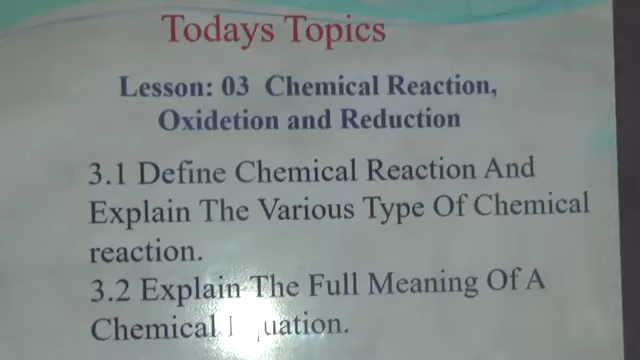 Todays Topics
Lesson: 03 Chemical Reaction,
Oxidetion and Reduction
3.1 Define Chemical Reaction And
Explain The Various Type Of Chemical
reaction.
3.2 Explain The Full Meaning Of A
Chemical